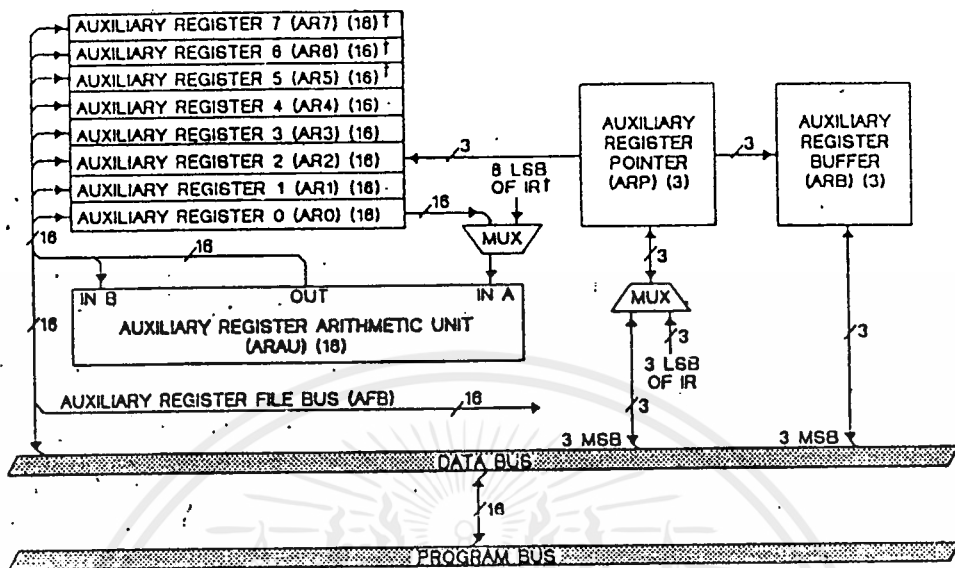 AUXILIARY REGISTER 7 (AR7) (16)†
AUXILIARY REGISTER 6 (AR6) (16)†
AUXILIARY REGISTER 5 (AR5) (16)†
AUXILIARY REGISTER 4 (AR4) (16)
AUXILIARY REGISTER 3 (AR3) (16)
AUXILIARY REGISTER 2 (AR2) (16)
AUXILIARY REGISTER 1 (AR1) (16)
AUXILIARY REGISTER 0 (AR0) (16)
3
8 LSB
OF IR†
16
MUX
AUXILIARY
REGISTER
POINTER
(ARP) (3)
3
AUXILIARY
REGISTER
BUFFER
(ARB) (3)
16
16
3
MUX
IN B
OUT
IN A
AUXILIARY REGISTER ARITHMETIC UNIT
(ARAU) (16)
16
3
3 LSB
OF IR
3
AUXILIARY REGISTER FILE BUS (AFB)
16
3
3 MSB
3 MSB
DATA BUS
16
PROGRAM BUS